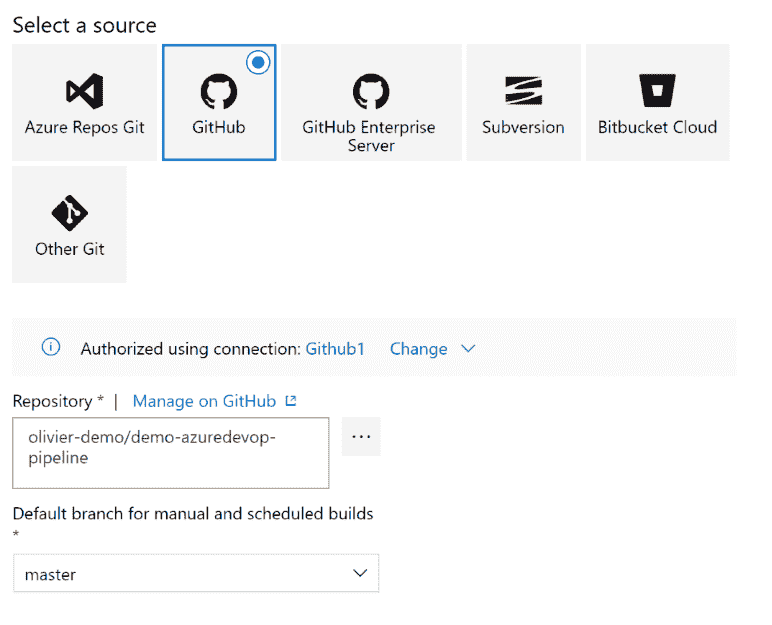 Select a source
Azure Repos Git
GitHub
GitHub Enterprise
Server
Subversion
Bitbucket Cloud
Other Git
Authorized using connection: Github1 Change
Repository * | Manage on GitHub
olivier-demo/demo-azuredevop-
pipeline
...
Default branch for manual and scheduled builds
*
master